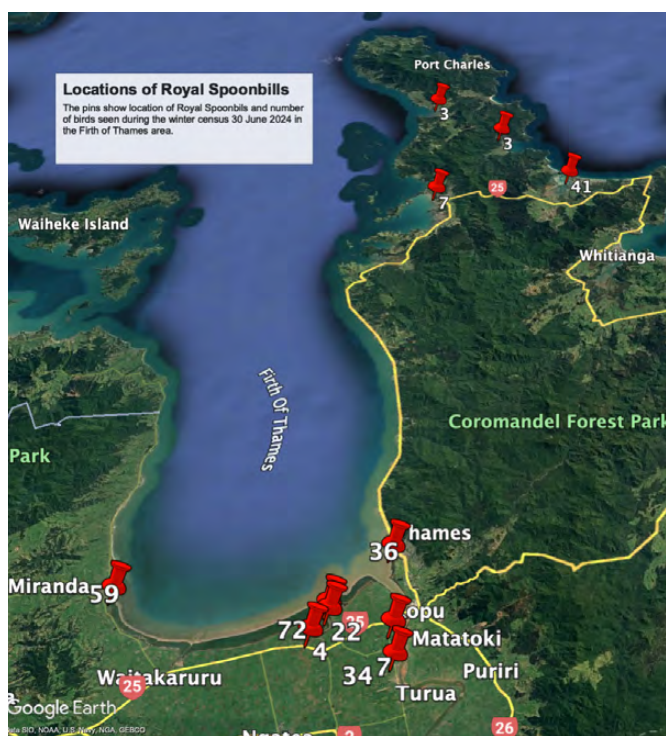 Port Charles
Locations of Royal Spoonbills
The pins show location of Royal Spoonbils and number
of birds seen during the winter census 30 June 2024 in
the Firth of Thames area.
3
3
7
25
41
Waiheke Island
Whitianga
Firth Of Thames
Coromandel Forest Park
Park
36
hames
Miranda
59
opu
72
22
25
4
Matatoki
34
7
Puriri
Waitakaruru
25
Turua
Google Earth
26
2